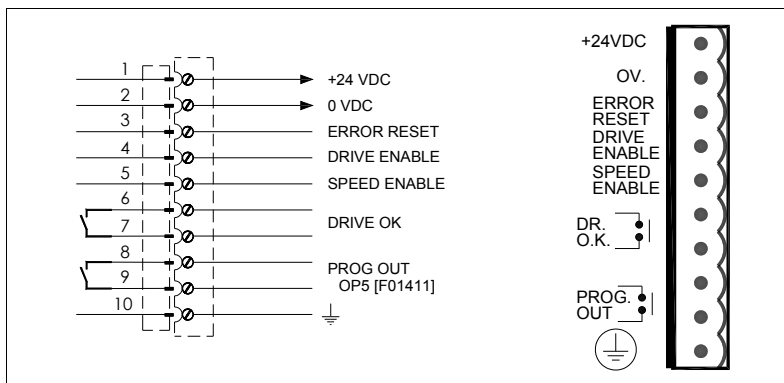 1
+24 VDC
2
0 VDC
3
ERROR RESET
4
DRIVE ENABLE
5
SPEED ENABLE
6
7
DRIVE OK
8
9
PROG OUT
OP5 [F01411]
10
+24VDC
OV.
ERROR
RESET
DRIVE
ENABLE
SPEED
ENABLE
DR.
O.K.
PROG.
OUT